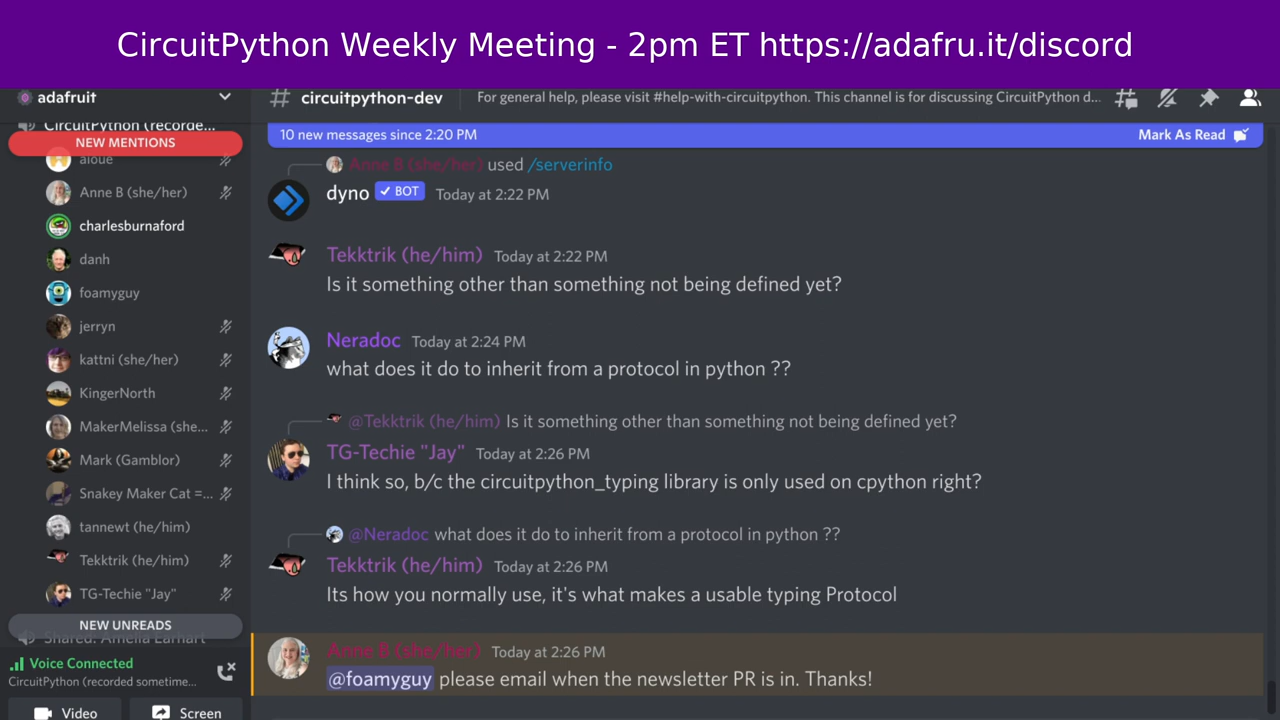 CircuitPython Weekly Meeting - 2pm ET https://adafru.it/discord
adafruit
# circuitpython-dev
For general help, please visit #help-with-circuitpython. This channel is for discussing CircuitPython d...
CircuitPython (recorde...
NEW MENTIONS
aloue
Anne B (she/her)
charlesburnaford
danh
foamyguy
jerryn
kattni (she/her)
KingerNorth
MakerMelissa (she...
Mark (Gamblor)
Snakey Maker Cat =...
tannewt (he/him)
Tekktrik (he/him)
TG-Techie "Jay"
NEW UNREADS
Shared: Amelia Earhart
Voice Connected
CircuitPython (recorded sometime...
Video
Screen
10 new messages since 2:20 PM
Mark As Read
Anne B (she/her) used /serverinfo
dyno BOT Today at 2:22 PM
Tekktrik (he/him) Today at 2:22 PM
Is it something other than something not being defined yet?
Neradoc Today at 2:24 PM
what does it do to inherit from a protocol in python ??
@Tekktrik (he/him) Is it something other than something not being defined yet?
TG-Techie "Jay" Today at 2:26 PM
I think so, b/c the circuitpython_typing library is only used on cpython right?
@Neradoc what does it do to inherit from a protocol in python ??
Tekktrik (he/him) Today at 2:26 PM
Its how you normally use, it's what makes a usable typing Protocol
Anne B (she/her) Today at 2:26 PM
@foamyguy please email when the newsletter PR is in. Thanks!